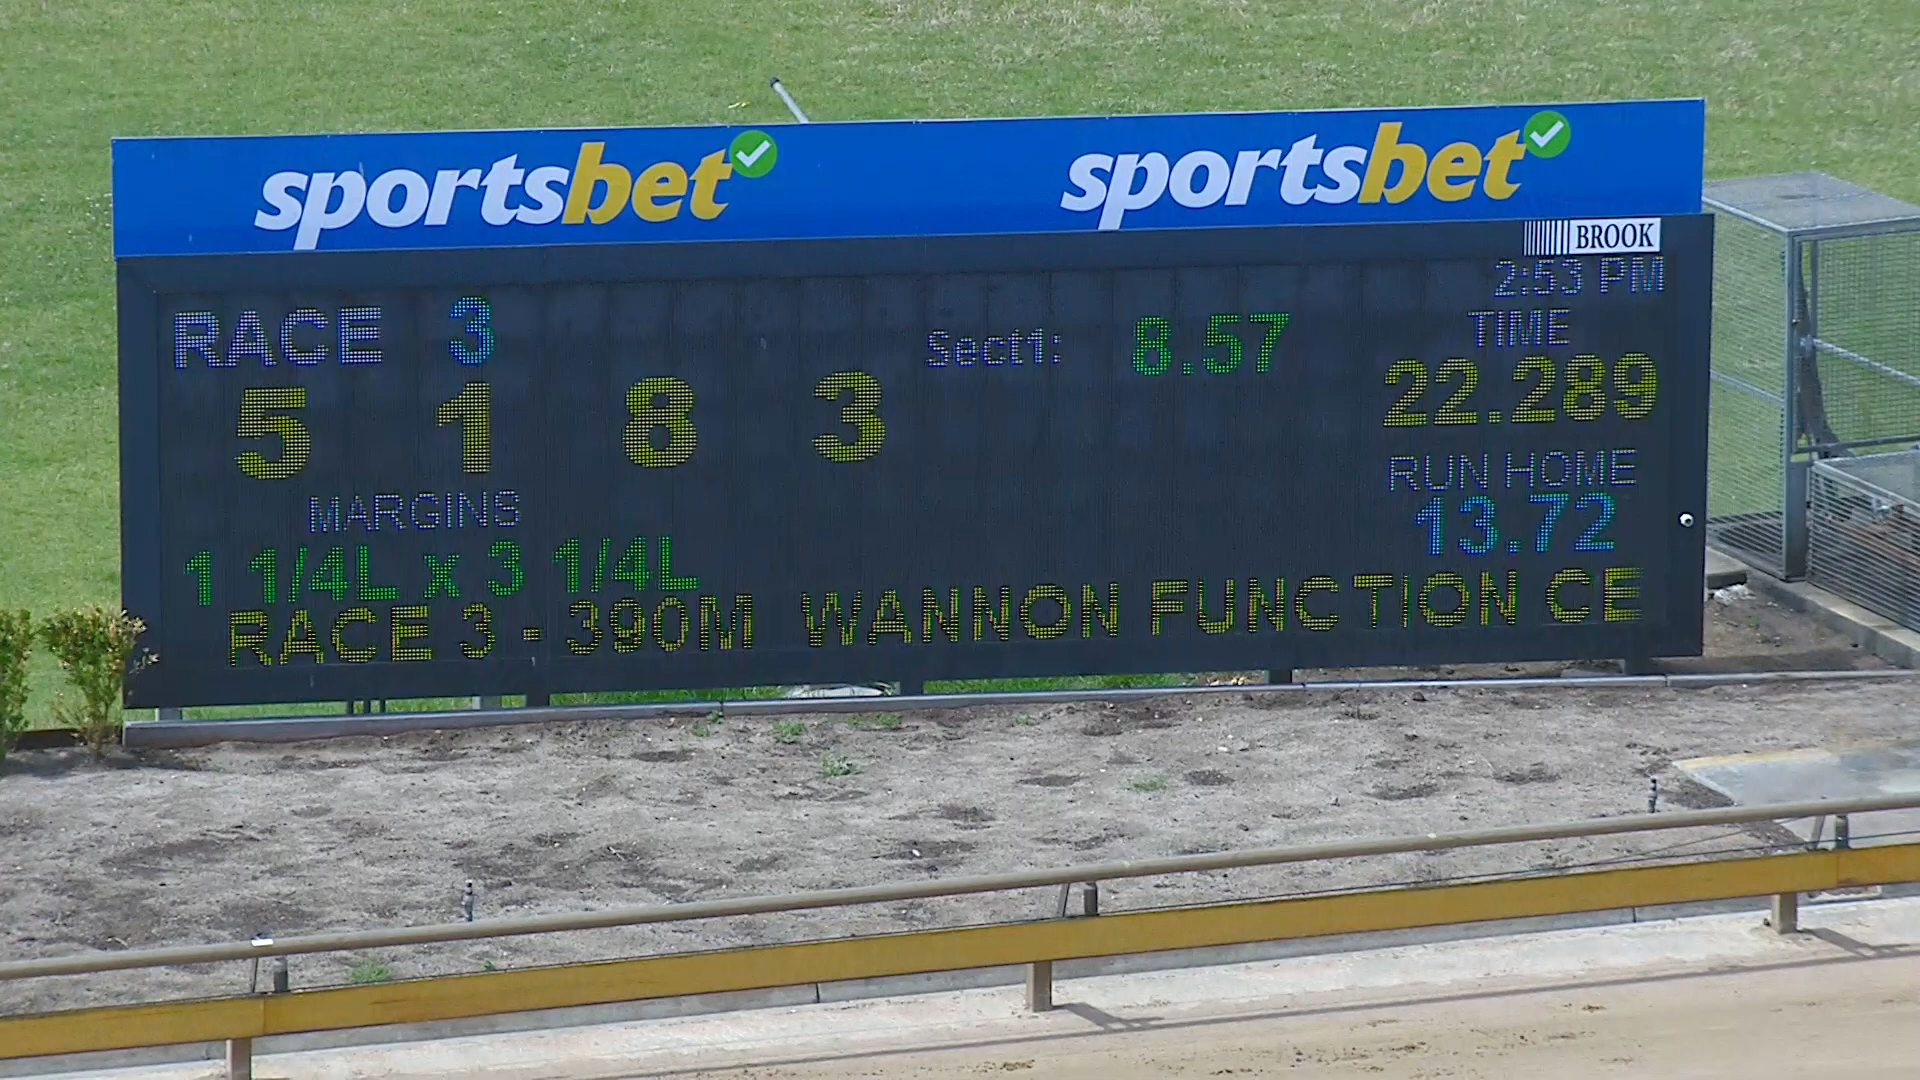 sportsbet sportsbet
BROOK
2:53 PM
RACE 3 Sect1: 8.57 TIME
5 1 8 3 22.289
MARGINS RUN HOME
1 1/4L x 3 1/4L 13.72
RACE 3 - 390M WANNON FUNCTION CE